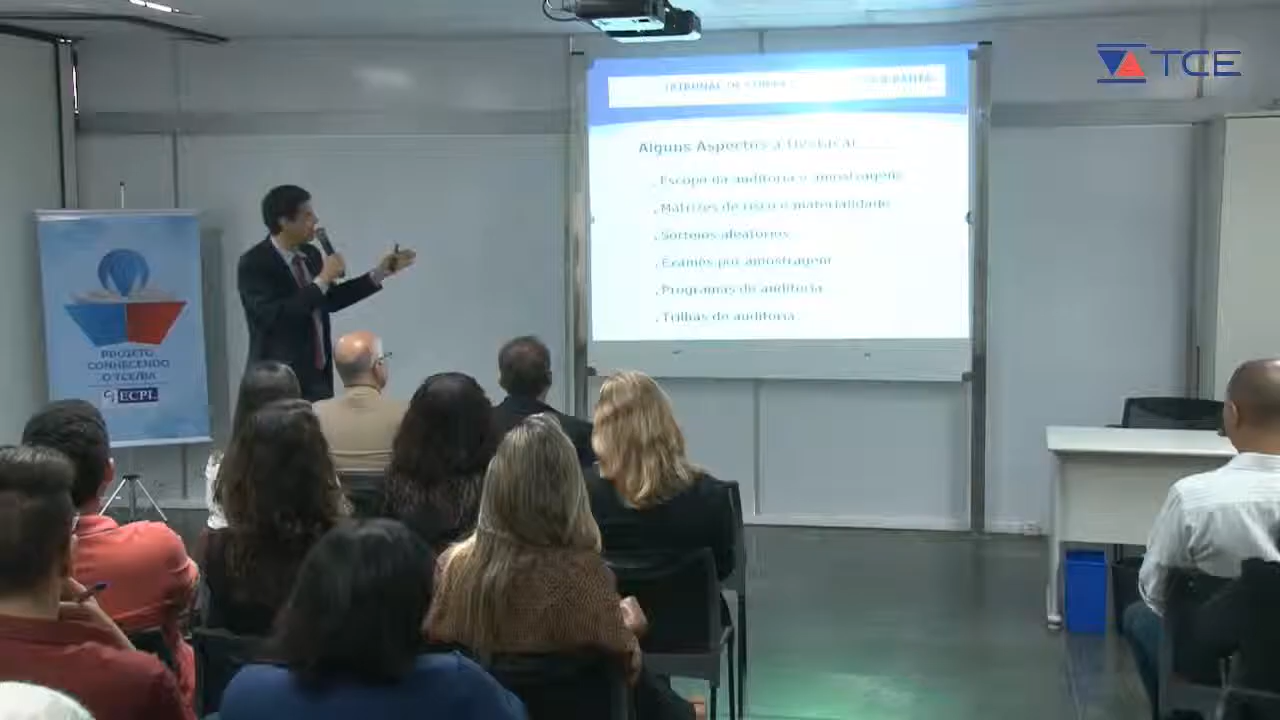 TCE
TRIBUNAL DE CONTAS BAHIA
Alguns Aspectos a Destacar
. Escopo da auditoria e amostragem
. Matrizes de risco e materialidade
. Sorteios aleatórios
. Exames por amostragem
. Programas de auditoria
. Trilhas de auditoria
PROJETO
CONHECENDO
O TCE/BA
ECPL